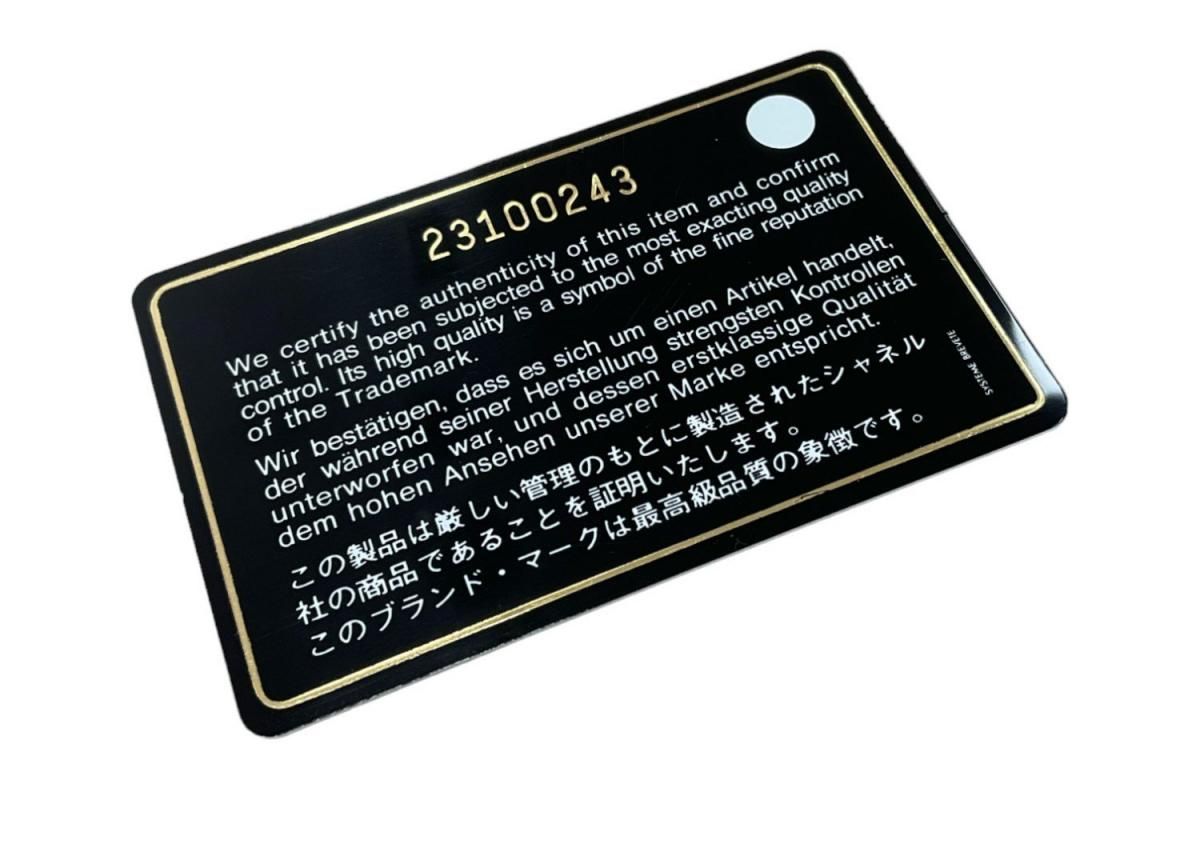 23100243
We certify the authenticity of this item and confirm
that it has been subjected to the most exacting quality
control. Its high quality is a symbol of the fine reputation
of the Trademark.
Wir bestätigen, dass es sich um einen Artikel handelt,
der während seiner Herstellung strengsten Kontrollen
unterworfen war, und dessen erstklassige Qualität
dem hohen Ansehen unserer Marke entspricht.
この製品は厳しい管理のもとに製造されたシャネル
社の商品であることを証明いたします。
このブランド・マークは最高級品質の象徴です。
SYSTEME BREVETE